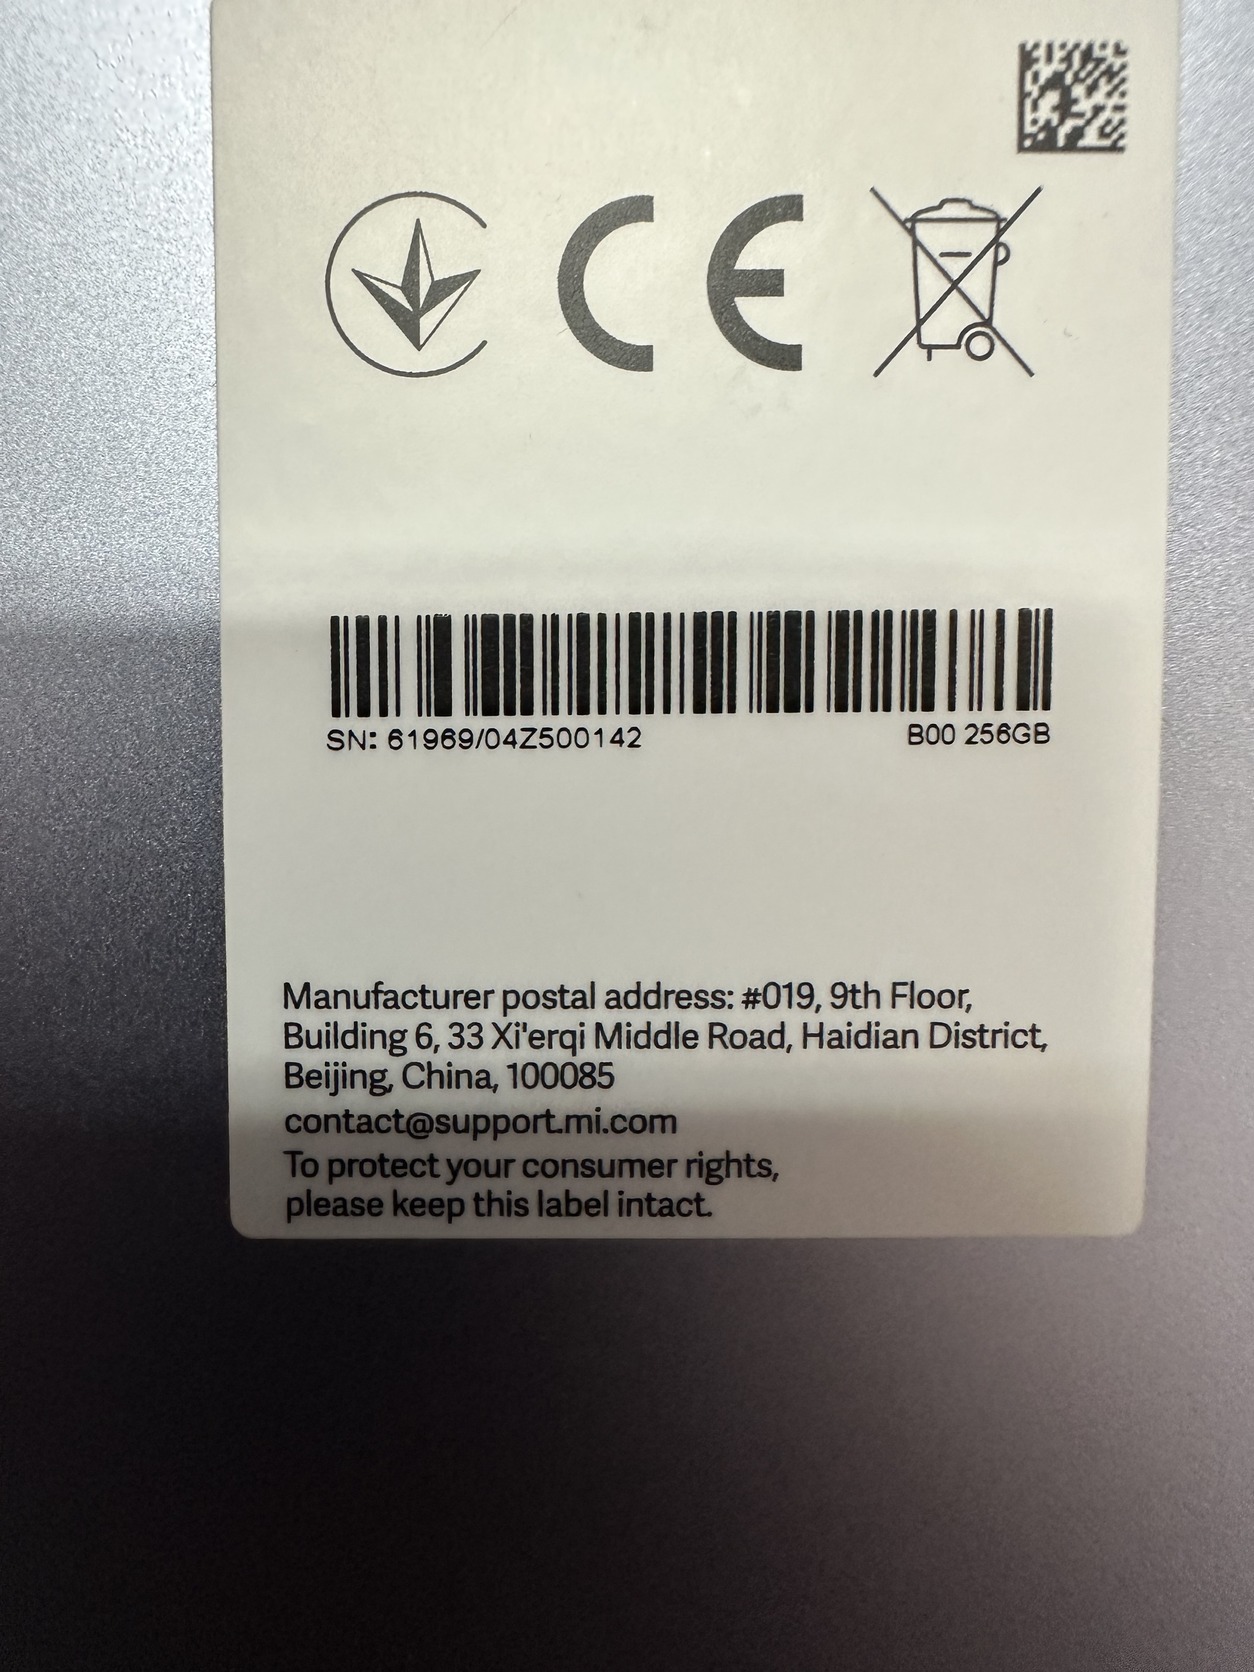 CE
SN: 61969/04Z500142 B00 256GB
Manufacturer postal address: #019, 9th Floor,
Building 6, 33 Xi'erqi Middle Road, Haidian District,
Beijing, China, 100085
contact@support.mi.com
To protect your consumer rights,
please keep this label intact.